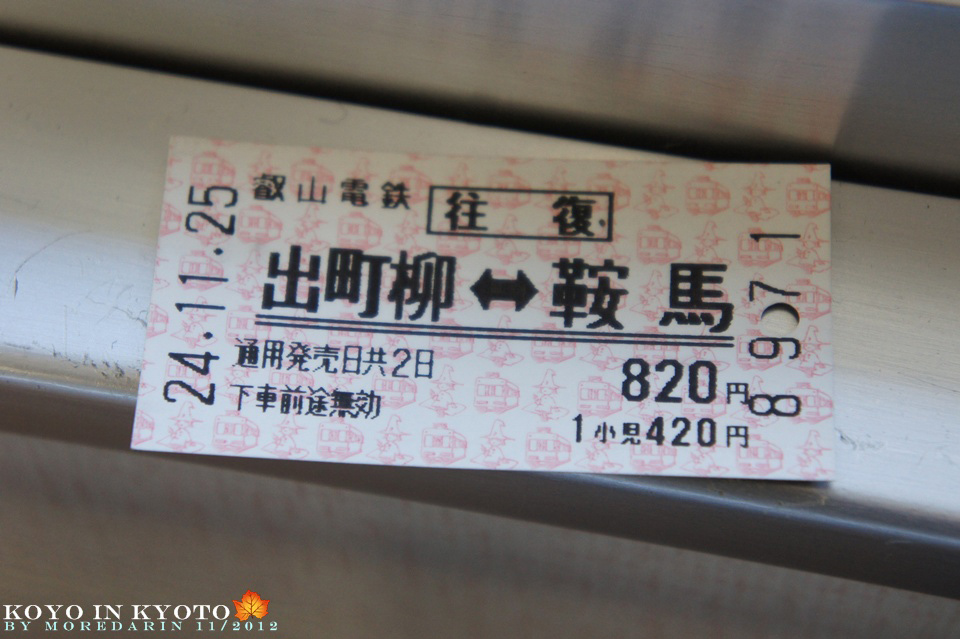 叡山電鉄 往復
出町柳⬌鞍馬
通用発売日共2日
下車前途無効
820円
1小児420円
24.11.25
8971
KOYO IN KYOTO
BY MOREDARIN 11/2012